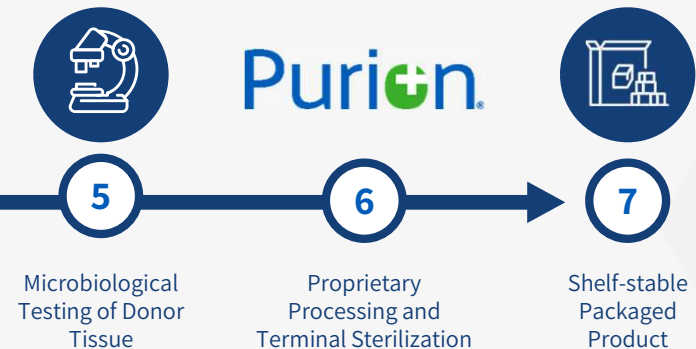 Purion®
5
6
7
Microbiological
Testing of Donor
Tissue
Proprietary
Processing and
Terminal Sterilization
Shelf-stable
Packaged
Product